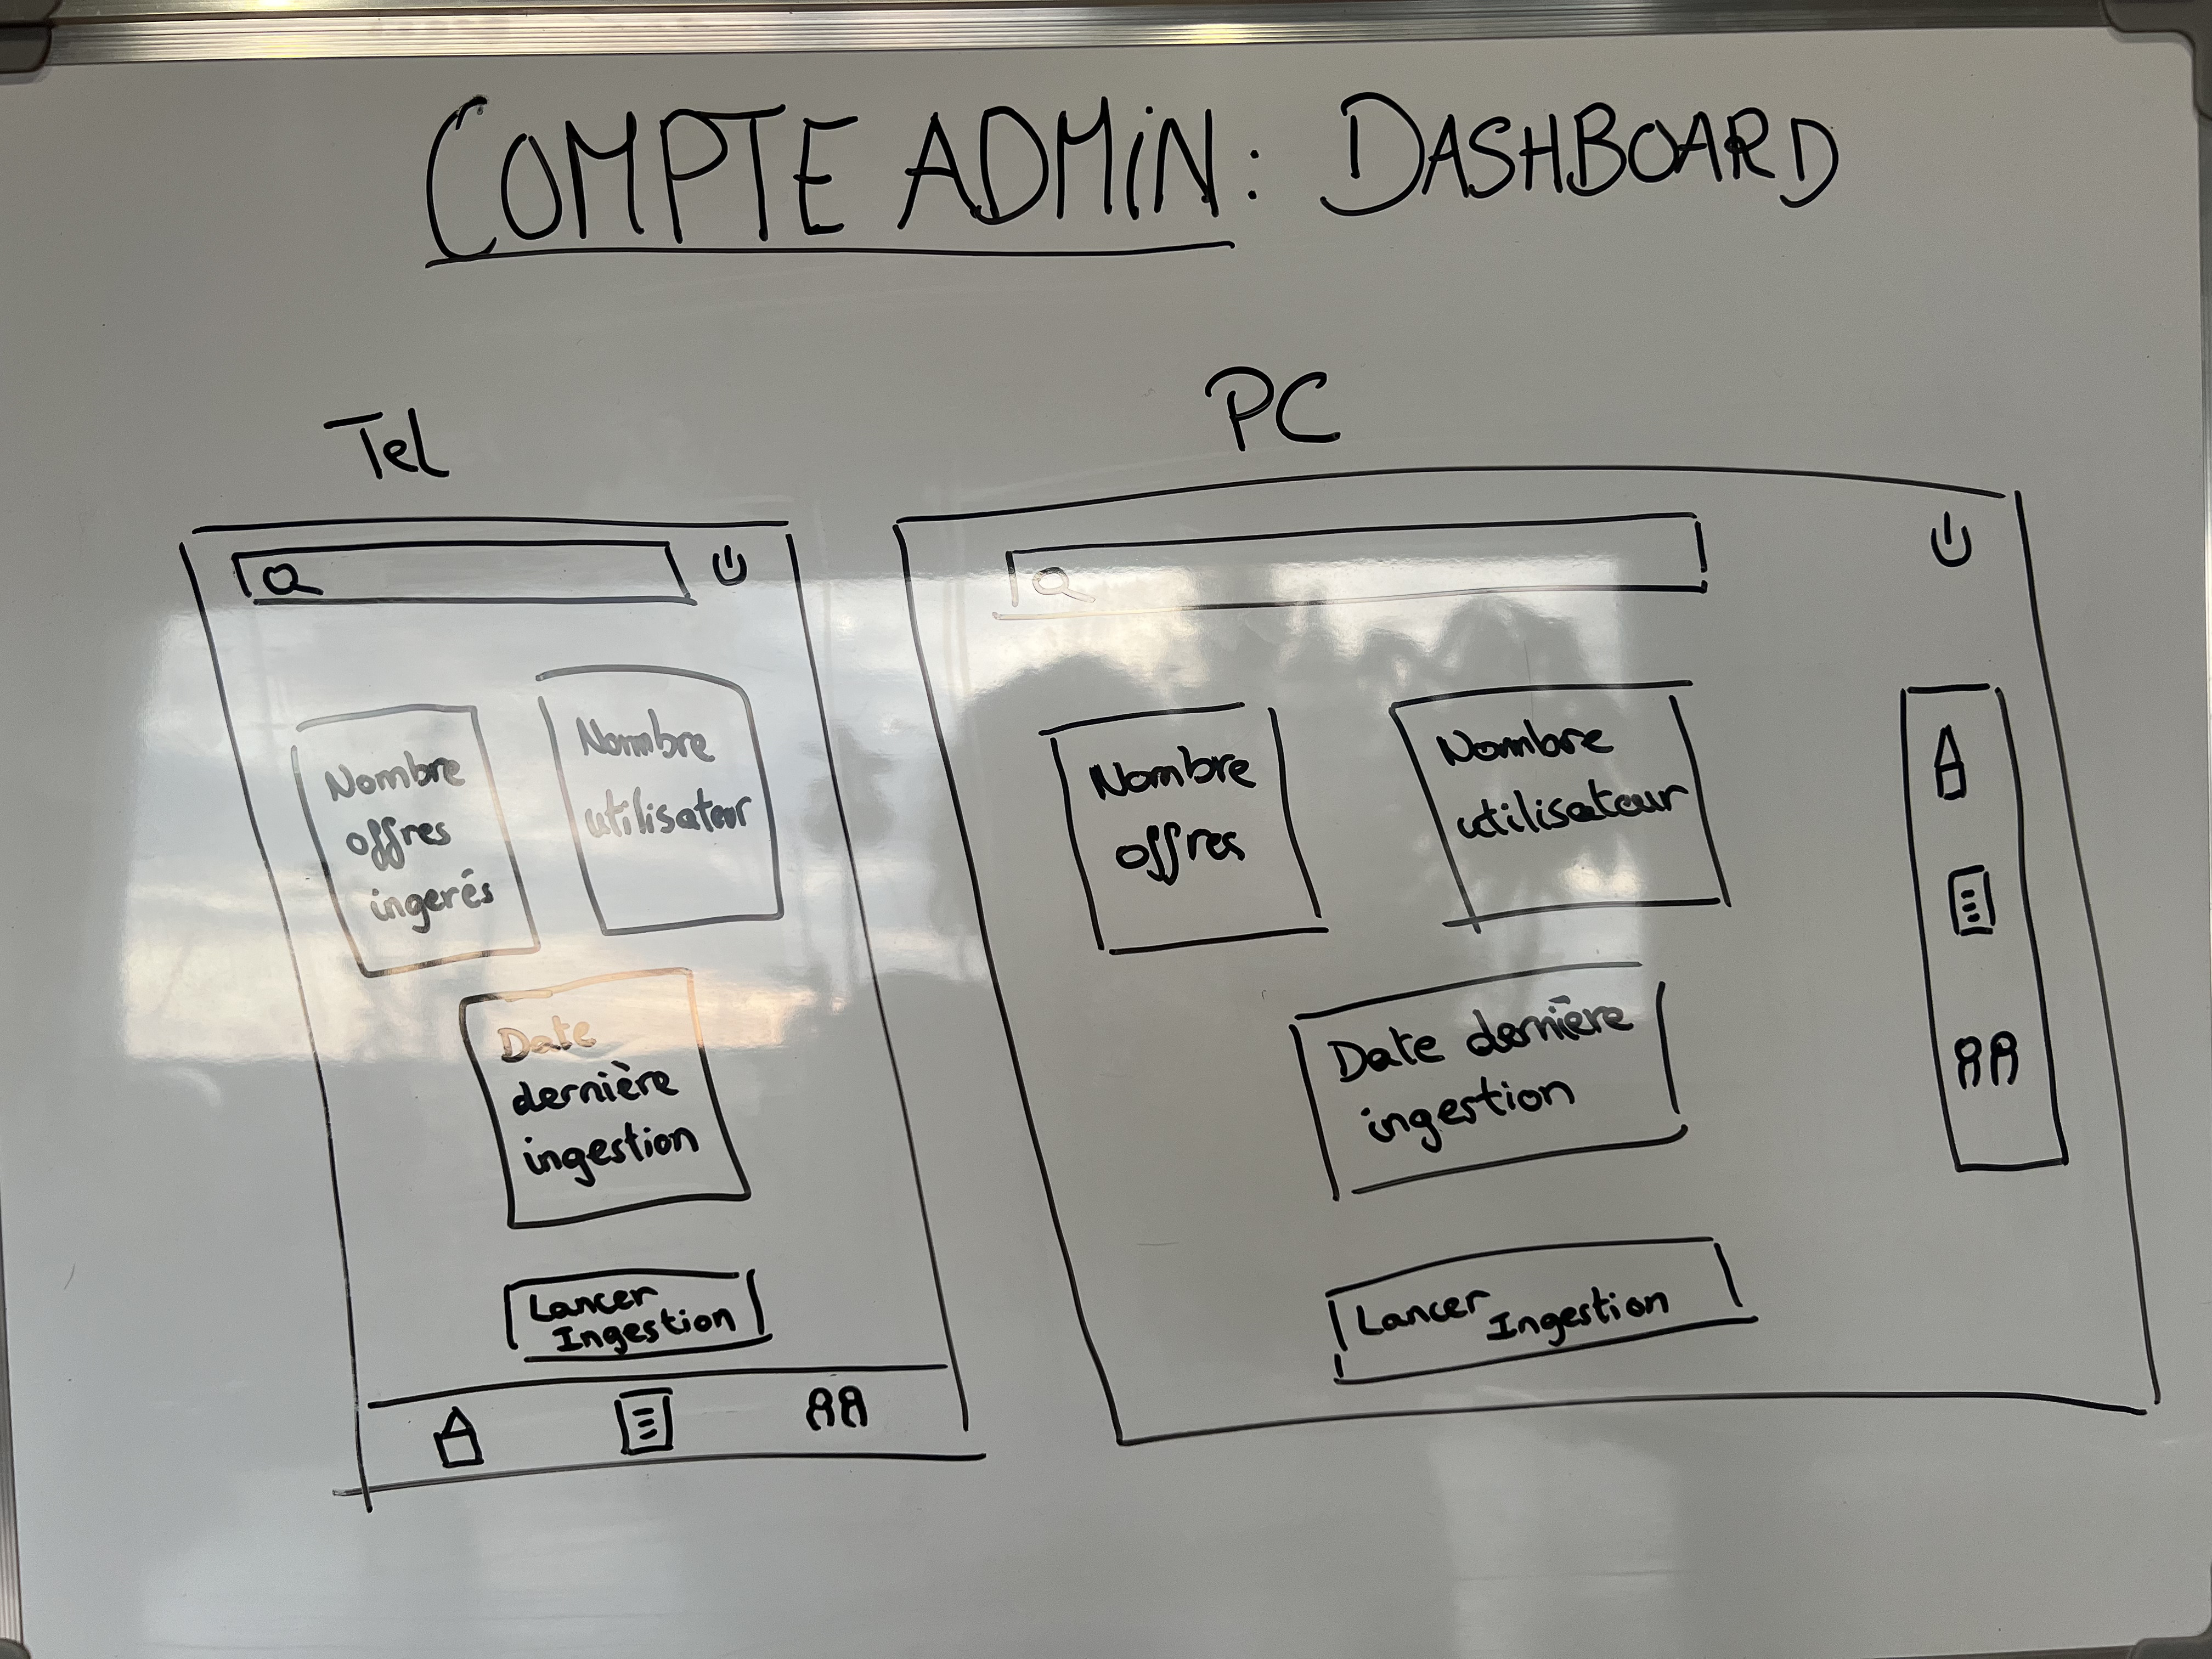 COMPTE ADMiN: DASHBOARD
Tel
Nombre
offres
ingerés
Nombre
utilisateur
Date
dernière
ingestion
Lancer
Ingestion
PC
Nombre
offres
Nombre
utilisateur
Date dernière
ingestion
Lancer Ingestion